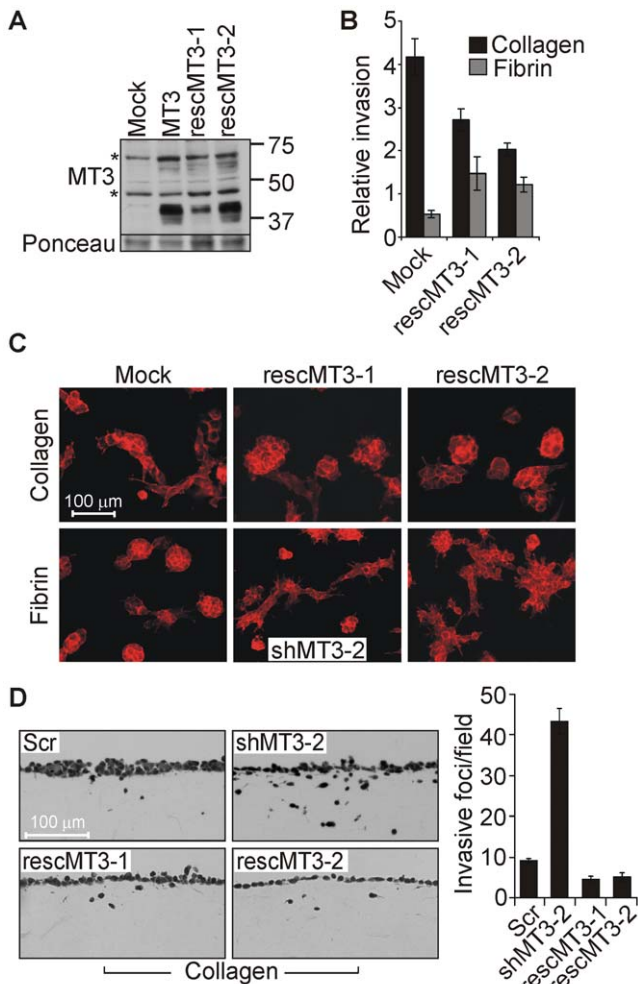 A
Mock
MT3
rescMT3-1
rescMT3-2
75
*
MT3
50
*
37
Ponceau
B
5
4
3
2
1
0
Relative invasion
Collagen
Fibrin
Mock
rescMT3-1
rescMT3-2
C
Mock rescMT3-1 rescMT3-2
Collagen
100 μm
Fibrin
shMT3-2
D
Scr
shMT3-2
100 μm
rescMT3-1
rescMT3-2
Collagen
50
40
30
20
10
0
Invasive foci/field
Scr
shMT3-2
rescMT3-1
rescMT3-2